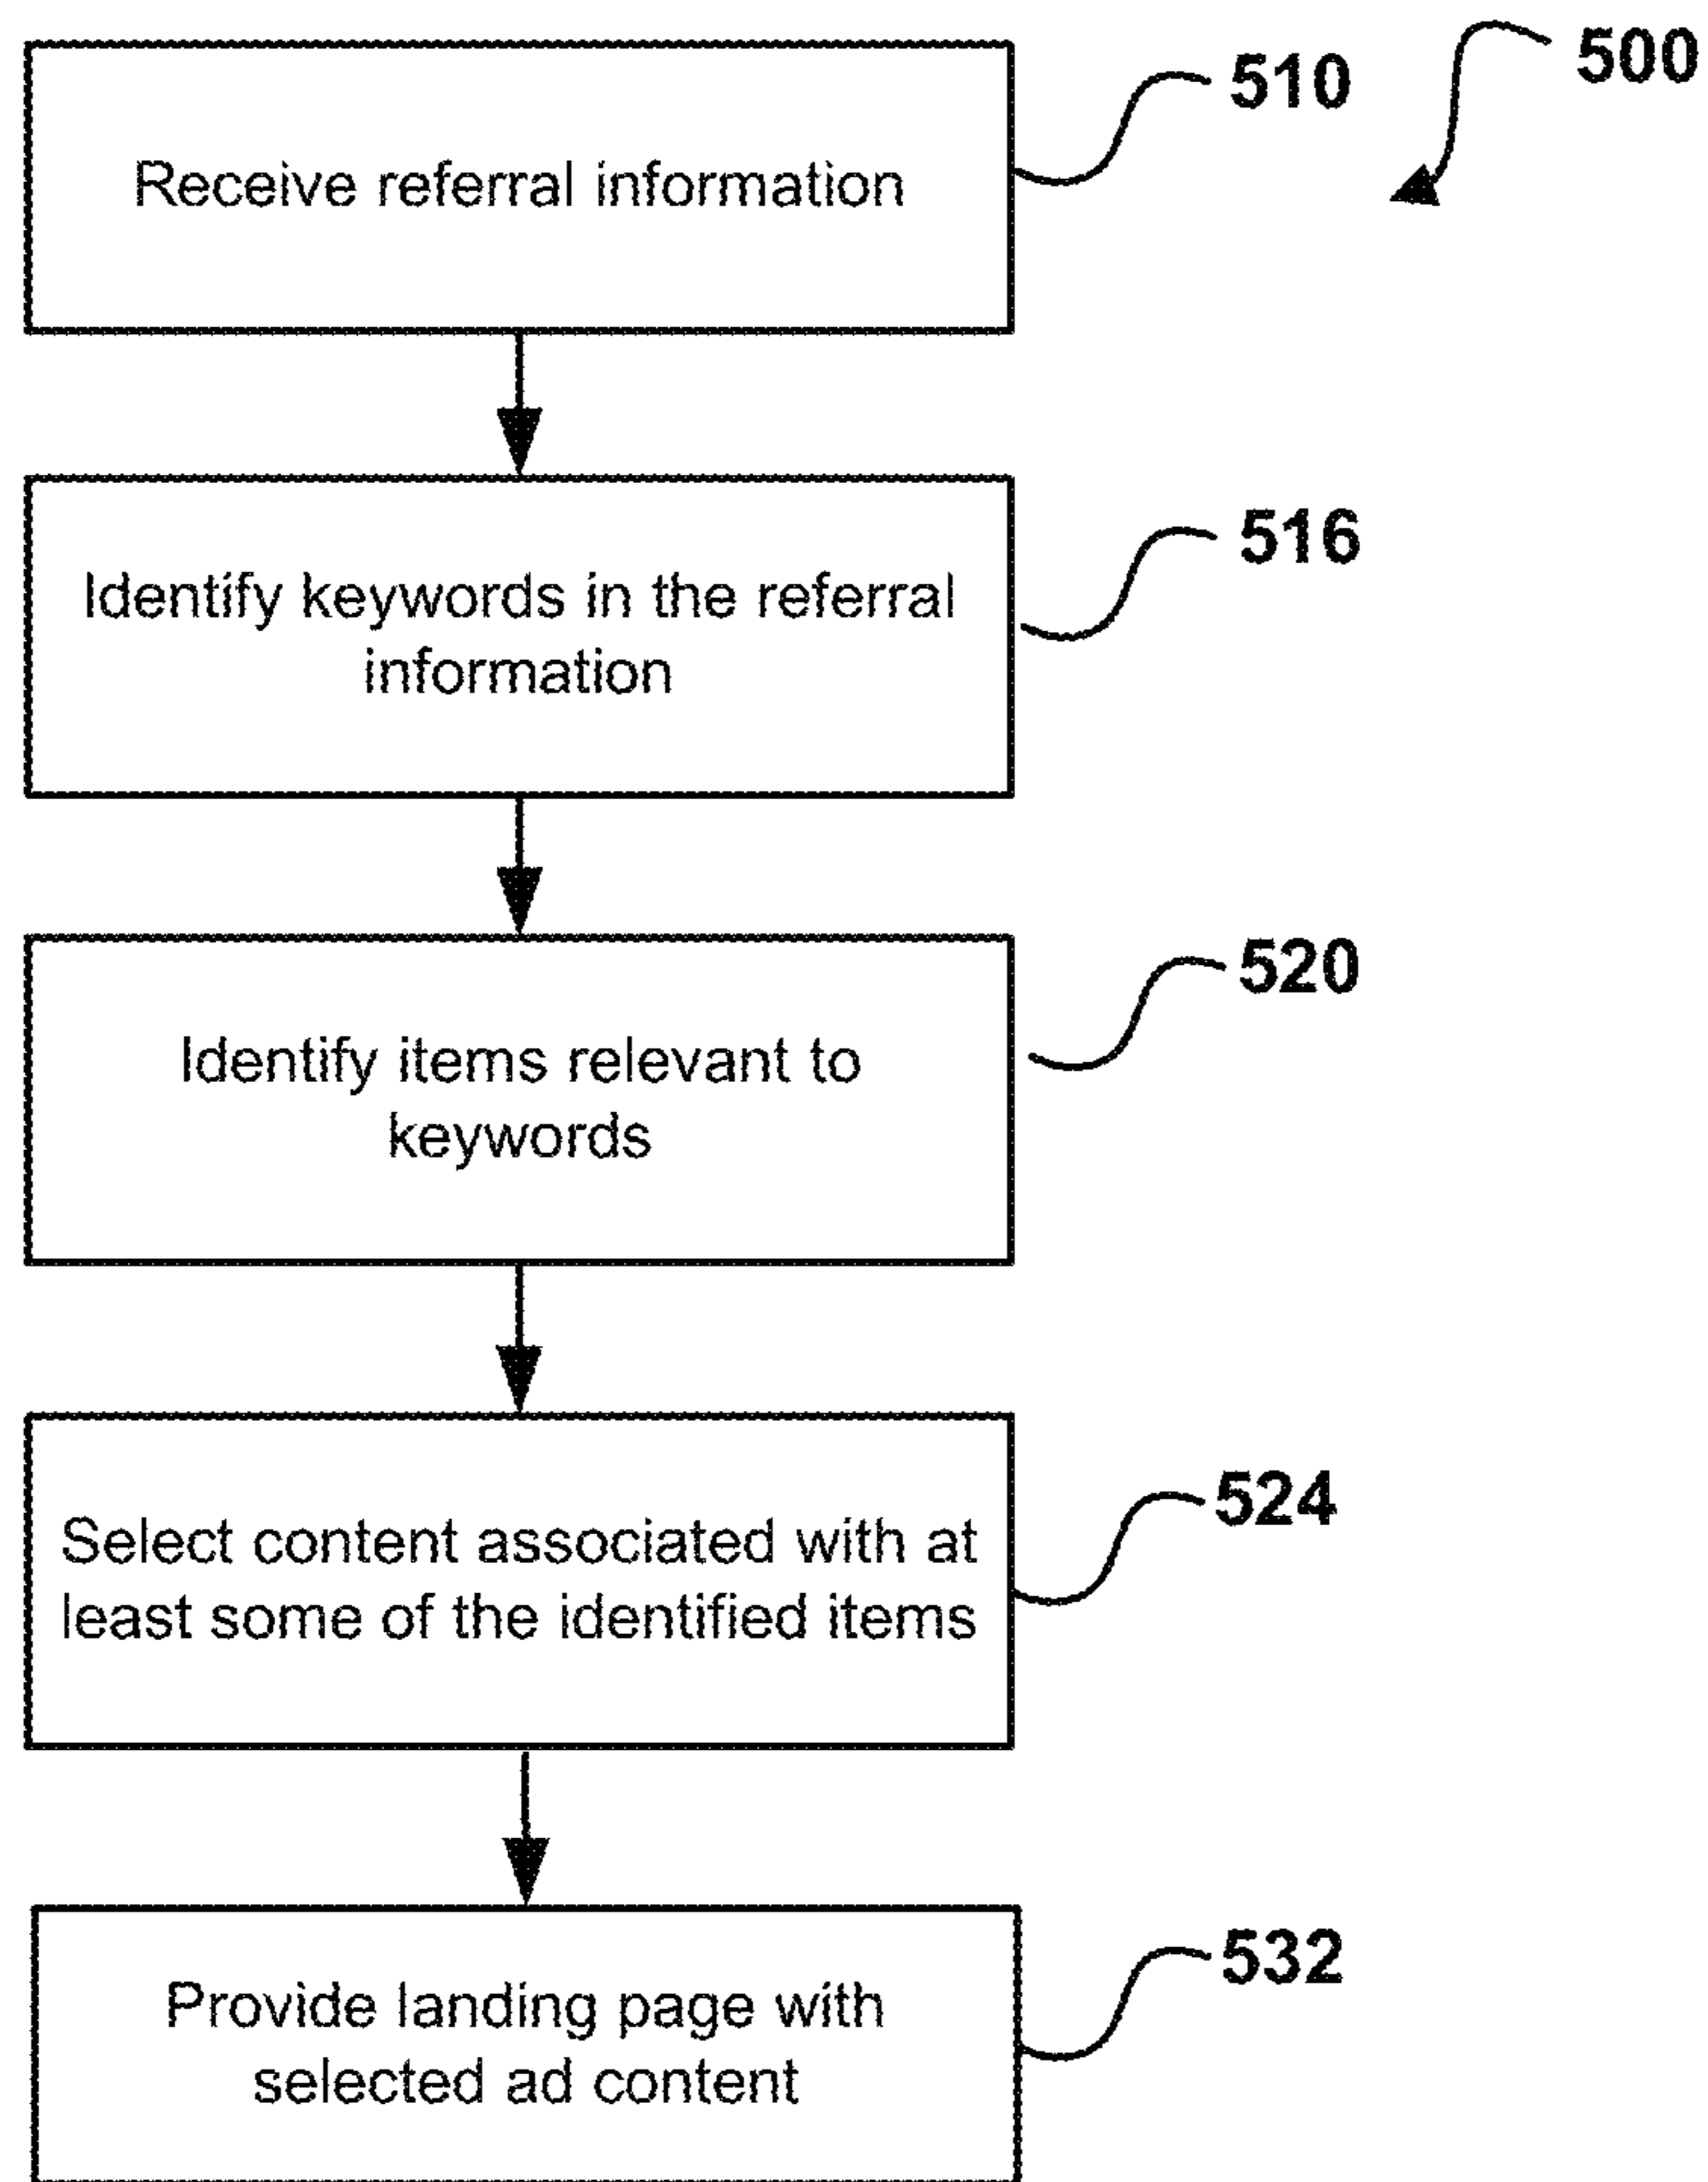 500
510
Receive referral information
516
Identify keywords in the referral
information
520
Identify items relevant to
keywords
524
Select content associated with at
least some of the identified items
532
Provide landing page with
selected ad content